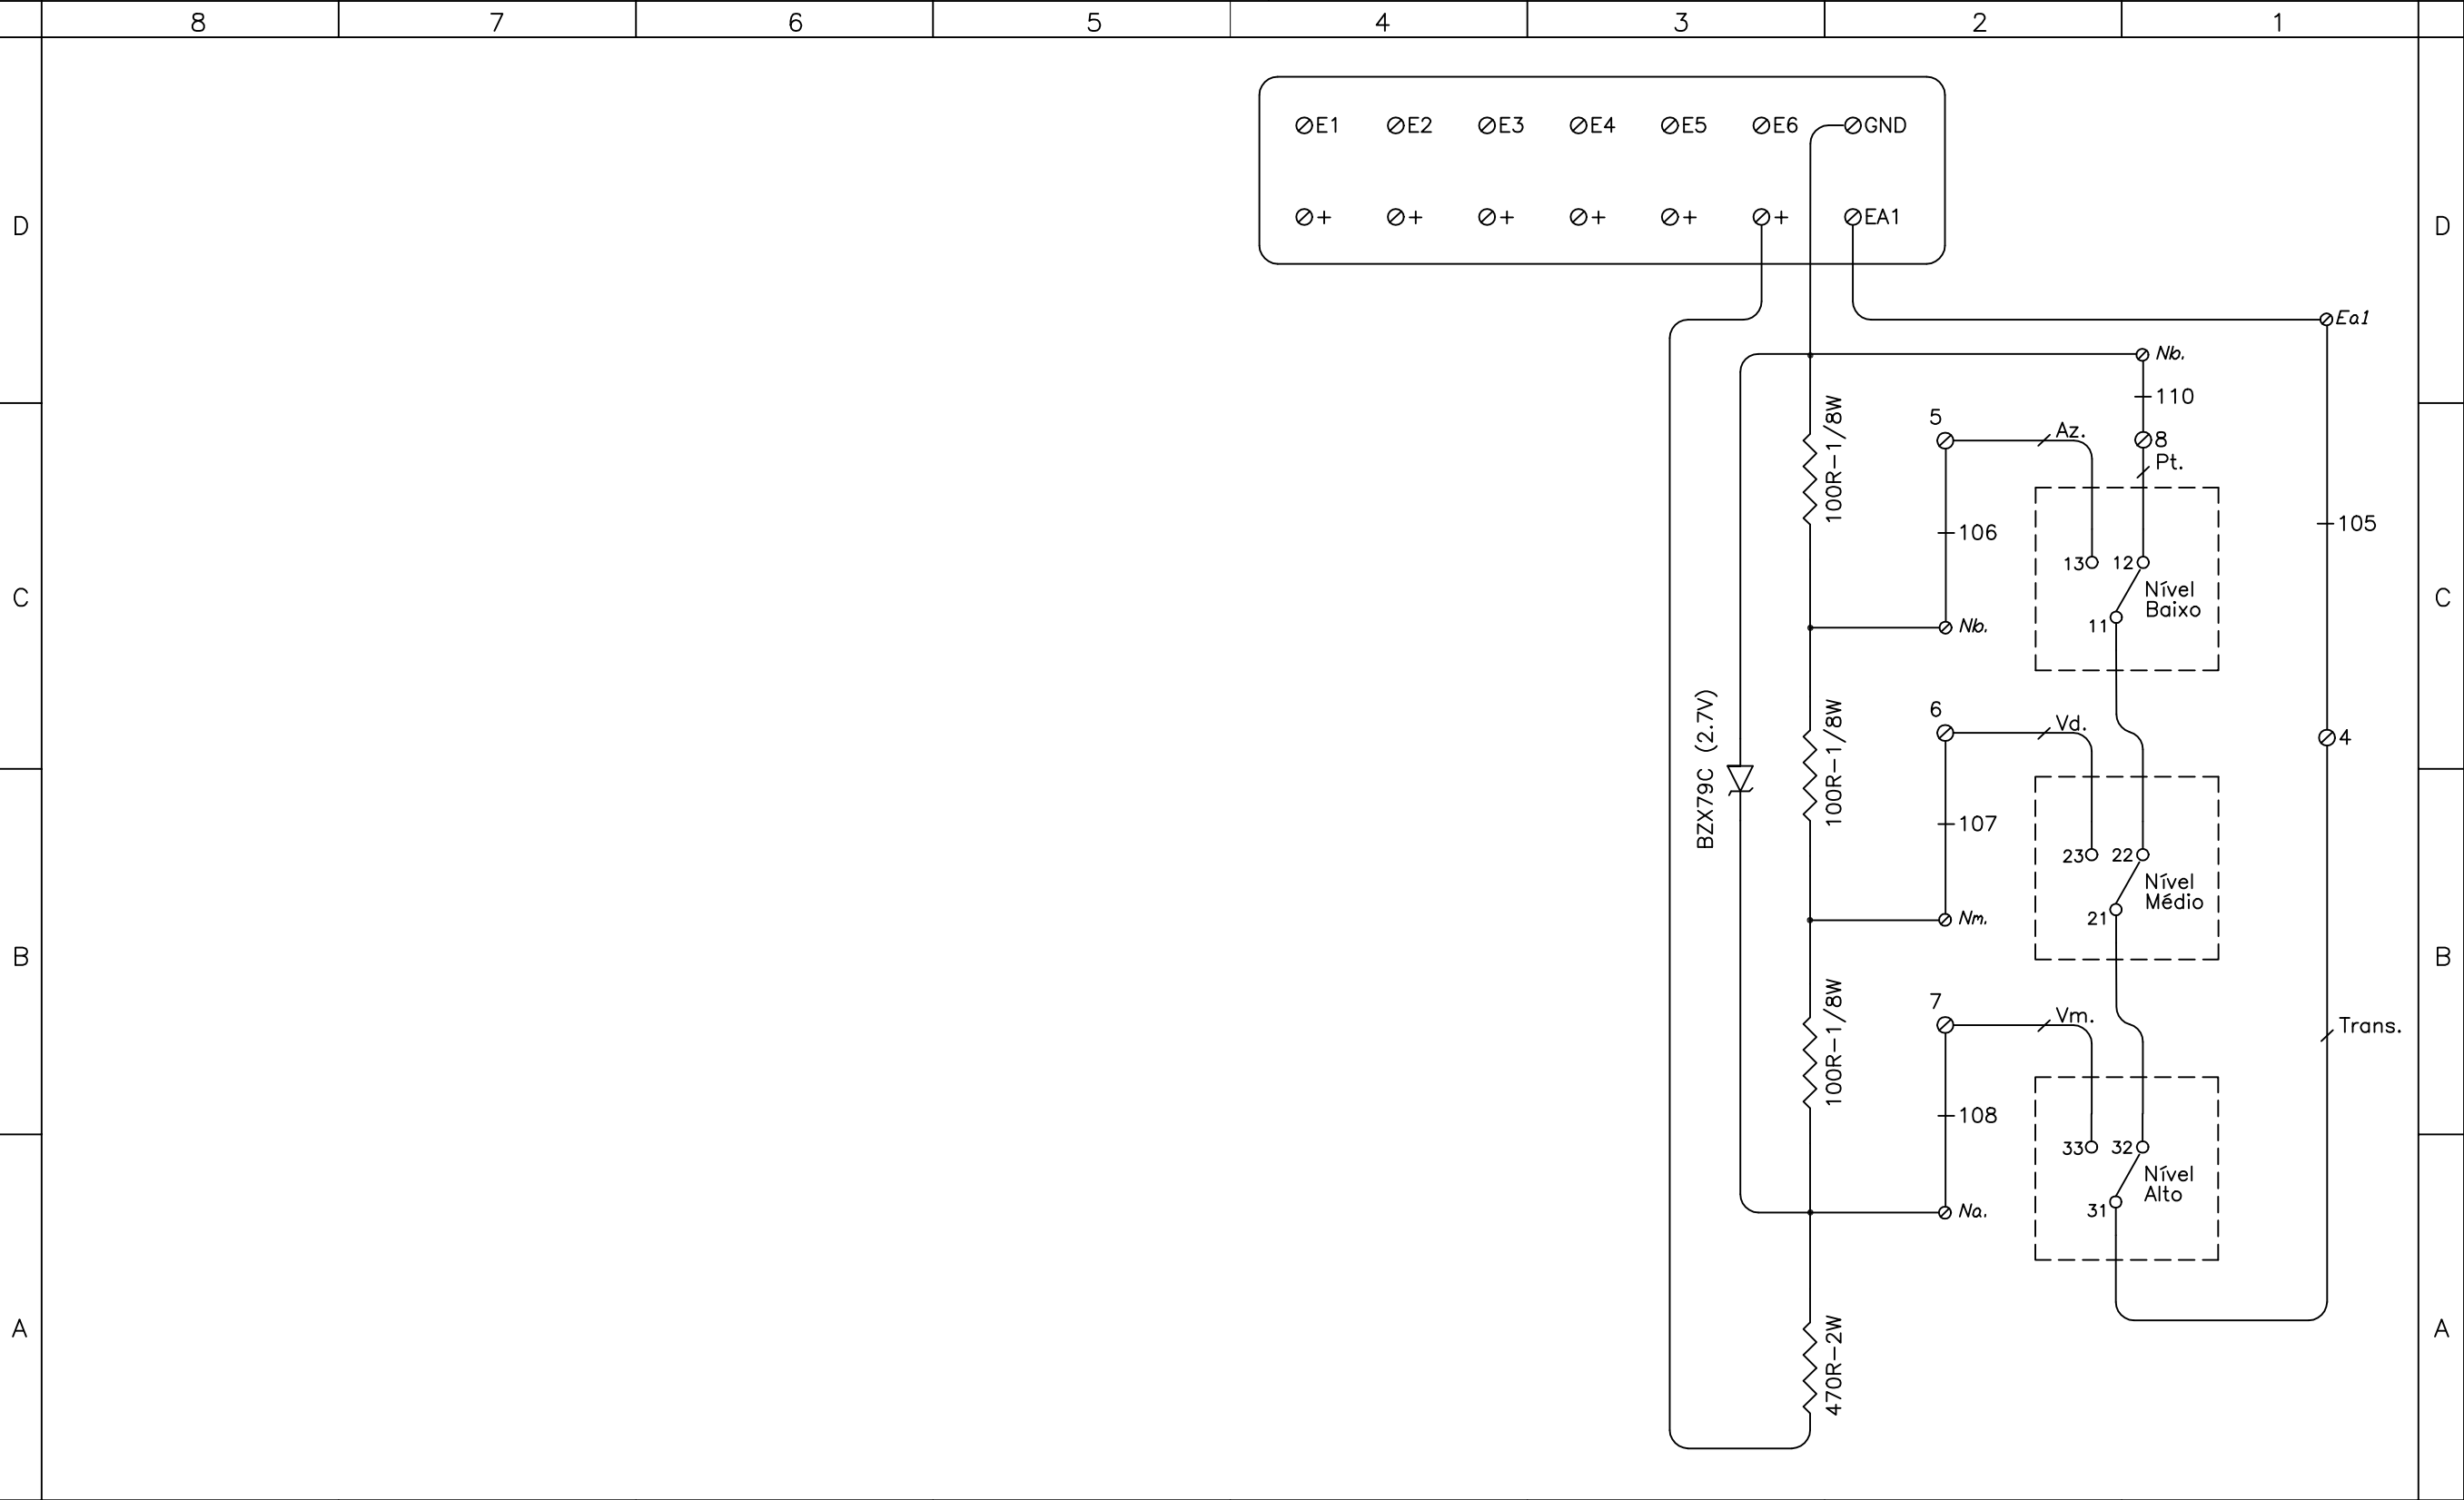 8 7 6 5 4 3 2 1
E1 E2 E3 E4 E5 E6 GND
+ + + + + + EA1
D D
Ea1
Nb.
110
5
Az.
8
Pt.
100R-1/8W
105
106
13 12
Nível
Baixo
11
C C
Nb.
BZX79C (2.7V)
6
Vd.
4
100R-1/8W
107
23 22
Nível
Médio
21
Nm.
B B
7
Vm.
Trans.
100R-1/8W
108
33 32
Nível
Alto
31
Na.
A A
470R-2W